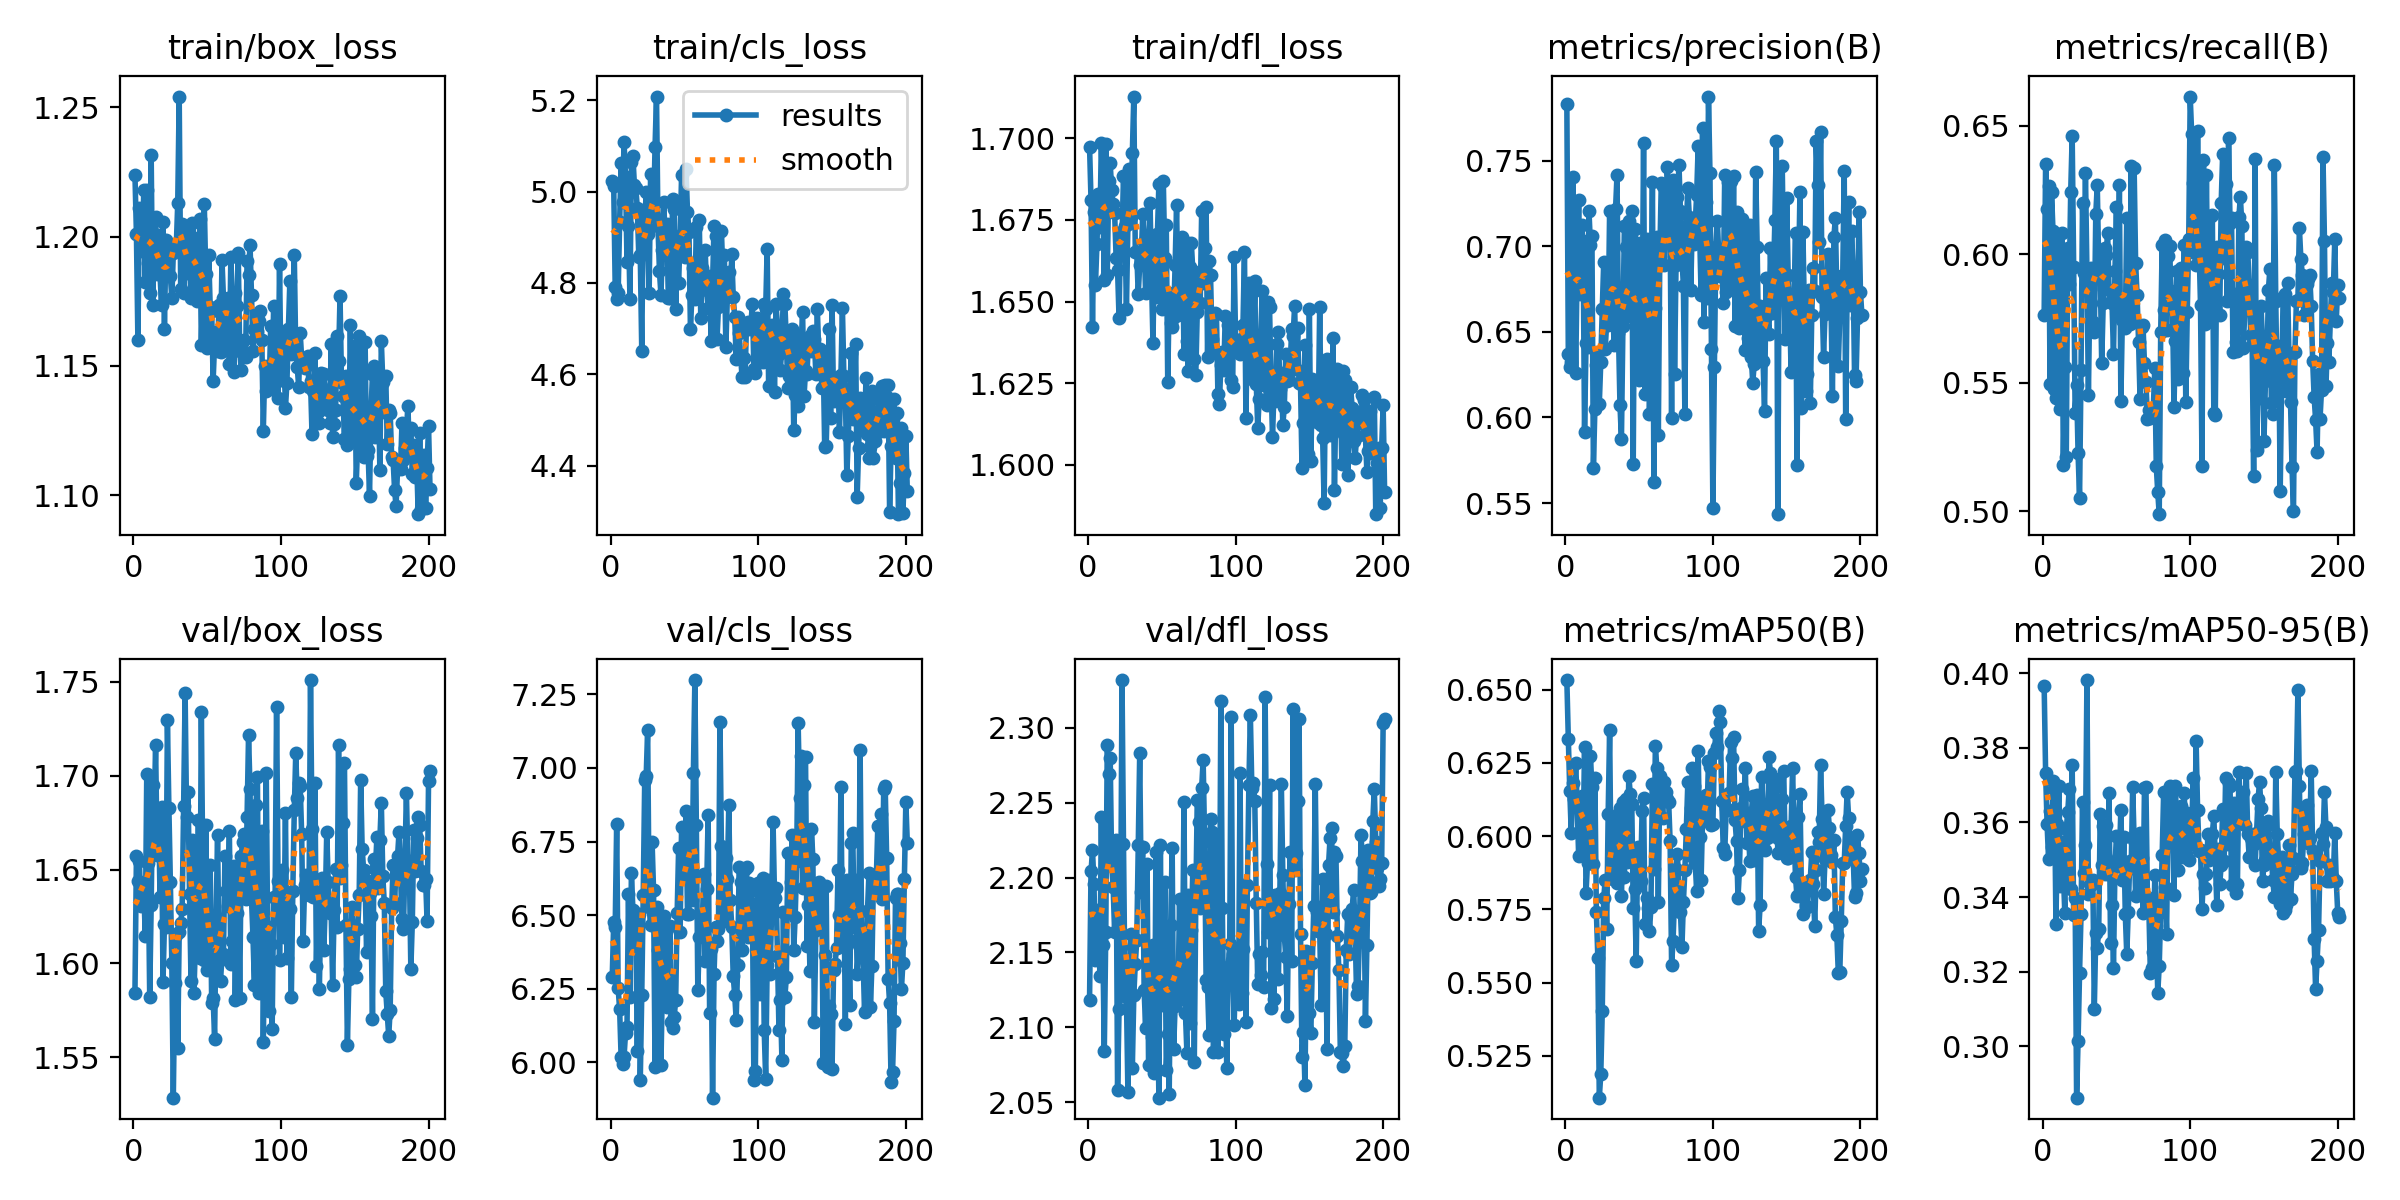 train/box_loss
1.25
1.20
1.15
1.10
0 100 200
train/cls_loss
results
smooth
5.2
5.0
4.8
4.6
4.4
0 100 200
train/dfl_loss
1.700
1.675
1.650
1.625
1.600
0 100 200
metrics/precision(B)
0.75
0.70
0.65
0.60
0.55
0 100 200
metrics/recall(B)
0.65
0.60
0.55
0.50
0 100 200
val/box_loss
1.75
1.70
1.65
1.60
1.55
0 100 200
val/cls_loss
7.25
7.00
6.75
6.50
6.25
6.00
0 100 200
val/dfl_loss
2.30
2.25
2.20
2.15
2.10
2.05
0 100 200
metrics/mAP50(B)
0.650
0.625
0.600
0.575
0.550
0.525
0 100 200
metrics/mAP50-95(B)
0.40
0.38
0.36
0.34
0.32
0.30
0 100 200